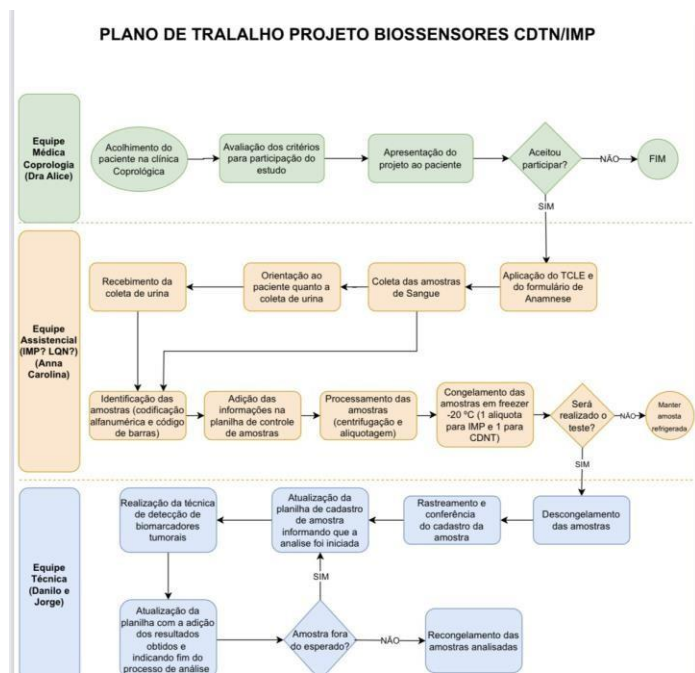 PLANO DE TRALALHO PROJETO BIOSSENSORES CDTN/IMP
Equipe
Médica
Coprologia
(Dra Alice)
Acolhimento do
paciente na clínica
Coprológica
Avaliação dos critérios
para participação do
estudo
Apresentação do
projeto ao paciente
Aceitou
participar?
NÃO
FIM
SIM
Equipe
Assistencial
(IMP? LQN?)
(Anna
Carolina)
Recebimento da
coleta de urina
Orientação ao
paciente quanto a
coleta de urina
Coleta das amostras
de Sangue
Aplicação do TCLE e
do formulário de
Anamnese
Identificação das
amostras (codificação
alfanumérica e código
de barras)
Adição das
informações na
planilha de controle
de amostras
Processamento das
amostras
(centrifugação e
aliquotagem)
Congelamento das
amostras em freezer
-20 ºC (1 aliquota
para IMP e 1 para
CDNT)
Será
realizado o
teste?
NÃO
Manter
amosta
refrigerada
SIM
Equipe
Técnica
(Danilo e
Jorge)
Realização da técnica
de detecção de
biomarcadores
tumorais
Atualização da
planilha de cadastro
de amostra
informando que a
analise foi iniciada
Rastreamento e
conferência
do cadastro da
amostra
Descongelamento
das amostras
SIM
Atualização da
planilha com a adição
dos resultados
obtidos e
indicando fim do
processo de análise
Amostra fora
do esperado?
NÃO
Recongelamento das
amostras analisadas